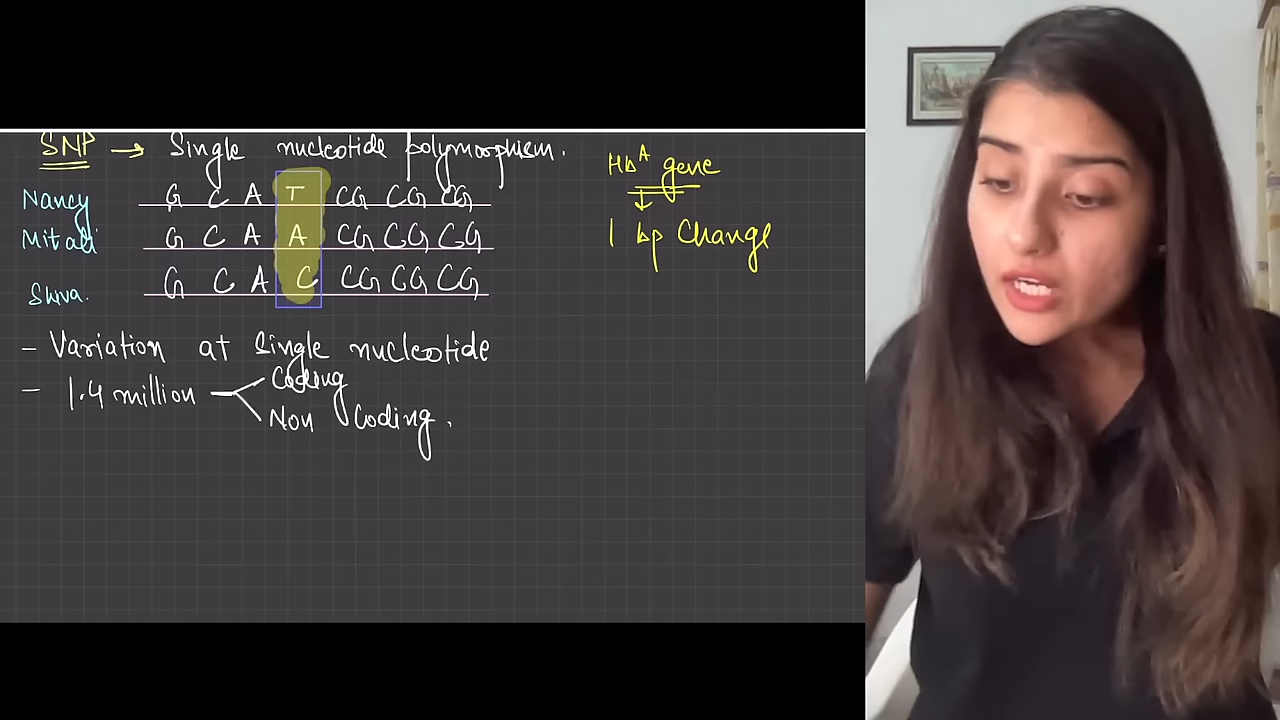 SNP → Single nucleotide polymorphism.
Nancy G C A T CG CG CG
Mitali G C A A CG CG CG
Shiva. G C A C CG CG CG
- Variation at Single nucleotide
- 1.4 million Coding
Non Coding.
Hb^A gene
↓
1 bp Change